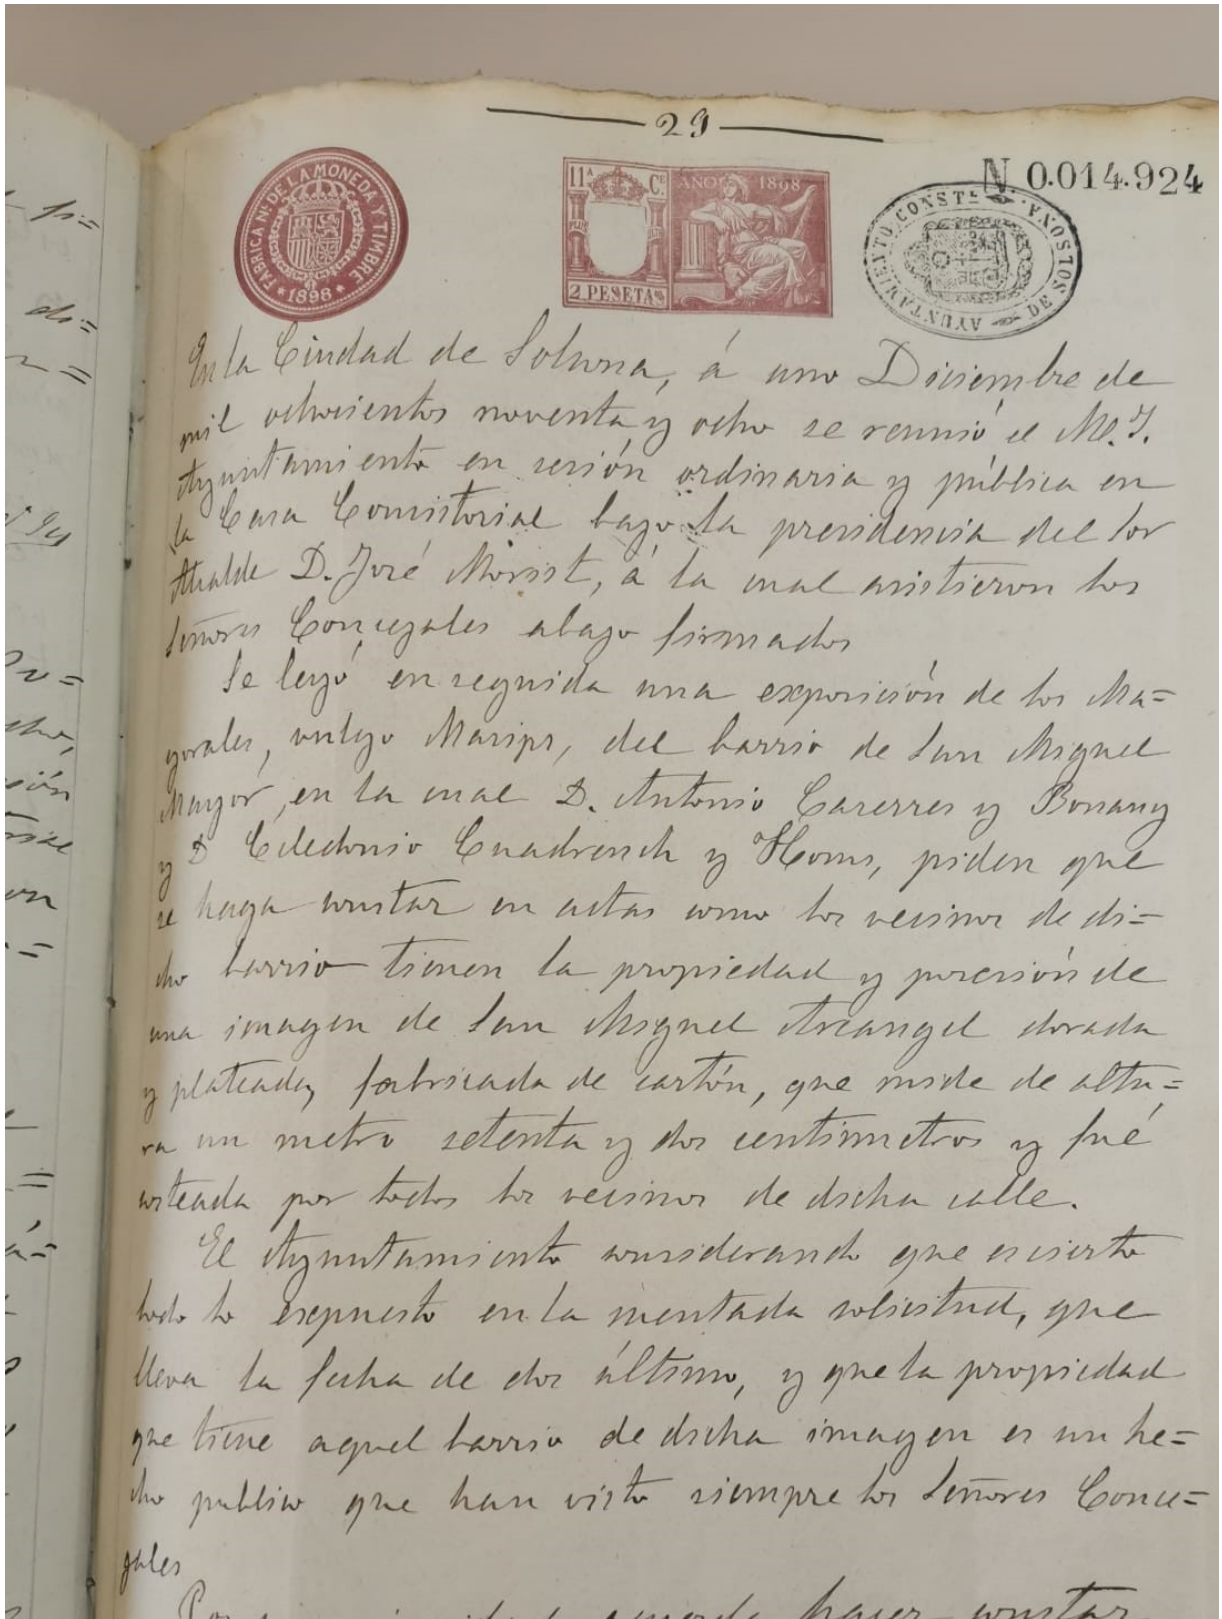 29
N 0.014.924
FABRICA Nl. DE LA MONEDA Y TIMBRE
* 1898 *
11A CE. AÑO 1898
2 PESETAS
AYUNTAMIENTO CONSTL. DE SOLSONA
En la Ciudad de Solsona, á uno Diciembre de
mil ochocientos noventa y ocho se reunió el M. I.
Ayuntamiento en sesión ordinaria y pública en
la Casa Consistorial bajo la presidencia del Sor
Alcalde D. José Morist, á la cual asistieron los
Señores Concejales abajo firmados
Se leyó en seguida una exposición de los Ma=
yorales, vulgo Marips, del barrio de San Miguel
Mayor, en la cual D. Antonio Caserres y Bonany
y D Celedonio Cuadrench y Homs, piden que
se haga constar en actas como los vecinos de di=
cho barrio tienen la propiedad y posesión de
una imagen de San Miguel Arcangel dorada
y plateada, fabricada de cartón, que mide de altu=
ra un metro setenta y dos centimetros y fué
costeada por todos los vecinos de dicha calle.
El Ayuntamiento considerando que es cierto
todo lo expuesto en la mentada solicitud, que
lleva la fecha de dos último, y que la propiedad
que tiene aquel barrio de dicha imagen es un he=
cho publico que han visto siempre los Señores Conce=
jales
acuerda hacer constar